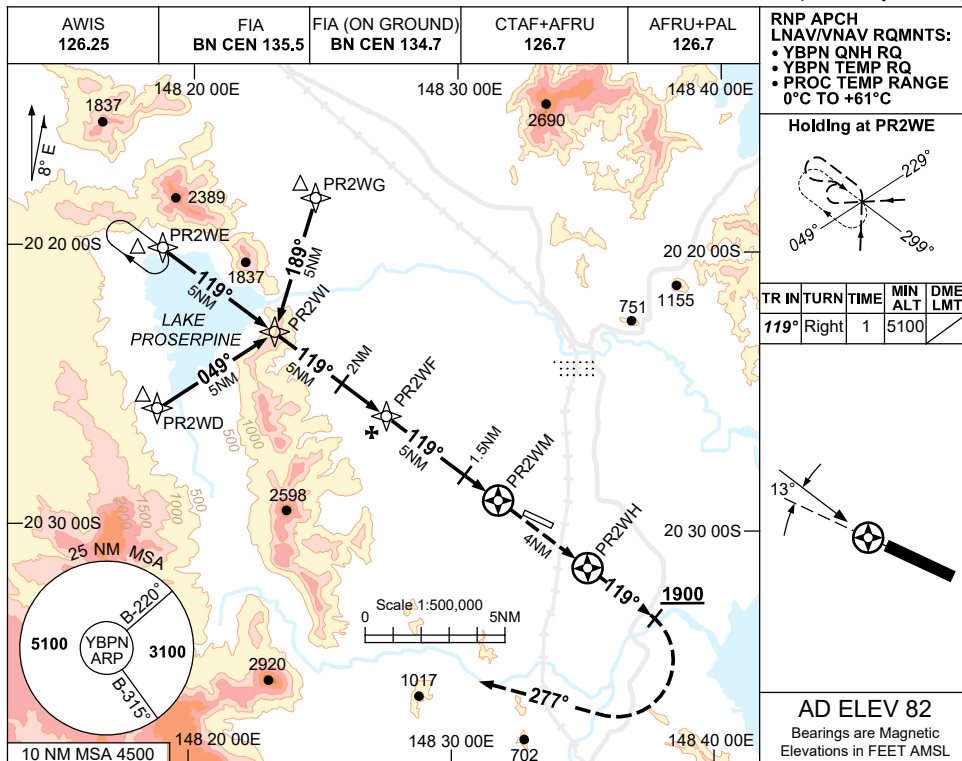 AWIS
126.25
FIA
BN CEN 135.5
FIA (ON GROUND)
BN CEN 134.7
CTAF+AFRU
126.7
AFRU+PAL
126.7
RNP APCH
LNAV/VNAV RQMNTS:
• YBPN QNH RQ
• YBPN TEMP RQ
• PROC TEMP RANGE
0°C TO +61°C
148 20 00E
148 30 00E
148 40 00E
8° E
1837
2690
Holding at PR2WE
229°
049°
299°
2389
PR2WG
PR2WE
20 20 00S
20 20 00S
1837
189°
5NM
119°
5NM
PR2WI
LAKE
PROSERPINE
1155
751
TR IN TURN TIME MIN ALT DME LMT
119° Right 1 5100
049°
5NM
119°
5NM
2NM
PR2WD
PR2WF
500
1000
119°
5NM
1.5NM
PR2WM
2598
500
1000
1500
2000
20 30 00S
20 30 00S
4NM
PR2WH
13°
25 NM MSA
B-220°
5100
YBPN
ARP
3100
B-315°
119°
1900
Scale 1:500,000
0
5NM
2920
1017
277°
702
AD ELEV 82
Bearings are Magnetic
Elevations in FEET AMSL
10 NM MSA 4500
148 20 00E
148 30 00E
148 40 00E